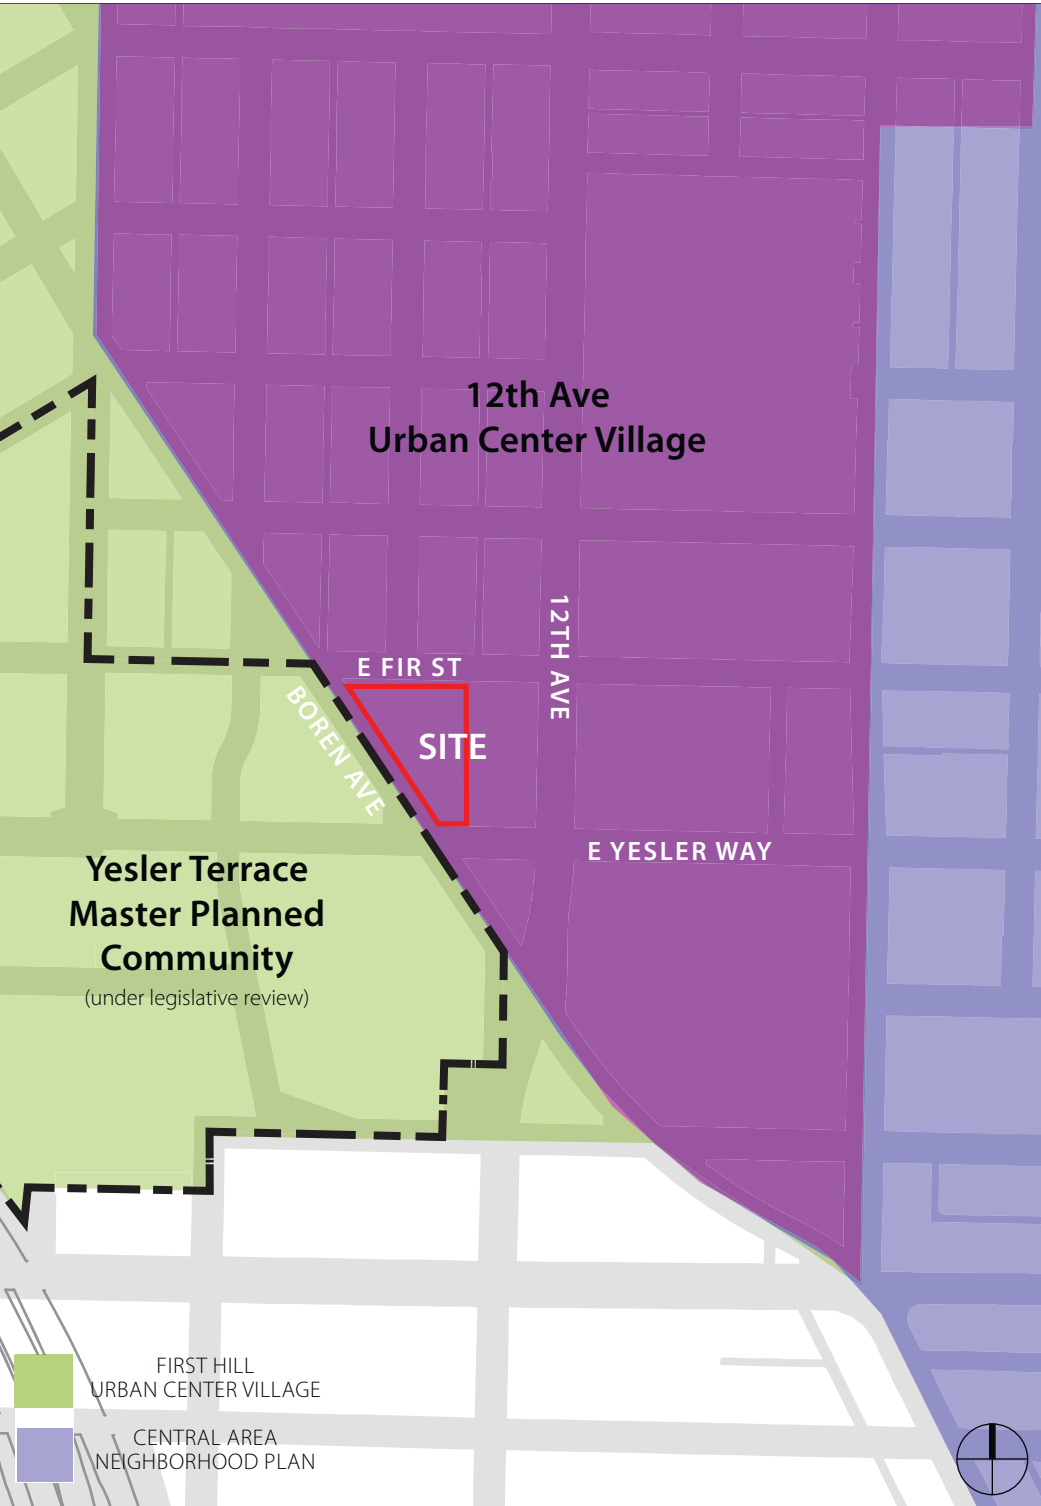 12th Ave
Urban Center Village
12TH AVE
E FIR ST
BOREN AVE
SITE
E YESLER WAY
Yesler Terrace
Master Planned
Community
(under legislative review)
FIRST HILL
URBAN CENTER VILLAGE
CENTRAL AREA
NEIGHBORHOOD PLAN